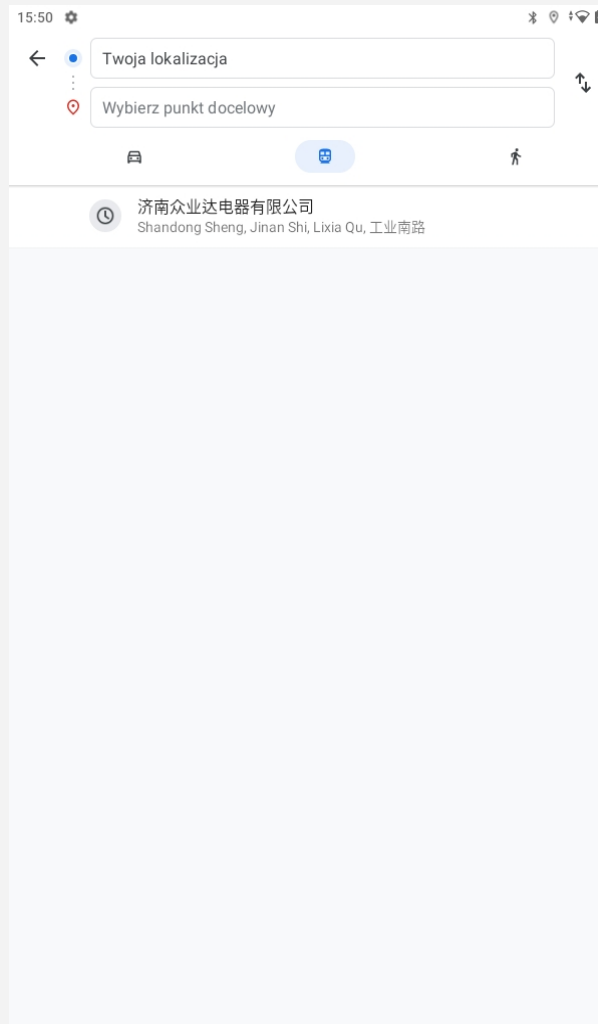 15:50
Twoja lokalizacja
Wybierz punkt docelowy
济南众业达电器有限公司
Shandong Sheng, Jinan Shi, Lixia Qu, 工业南路